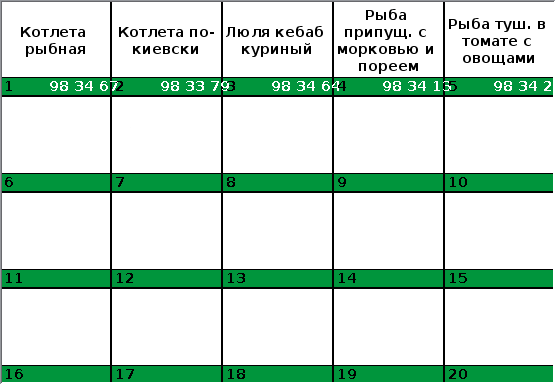 Котлета
рыбная
Котлета по-
киевски
Люля кебаб
куриный
Рыба
припущ. с
морковью и
пореем
Рыба туш. в
томате с
овощами
1 98 34 67
2 98 33 79
3 98 34 64
4 98 34 13
5 98 34 2
6 7 8 9 10
11 12 13 14 15
16 17 18 19 20